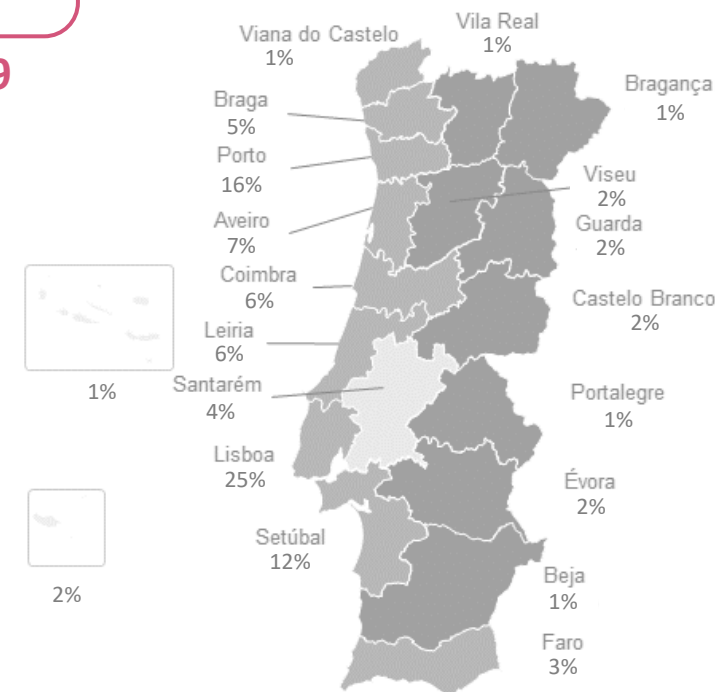 9
Viana do Castelo
1%
Vila Real
1%
Bragança
1%
Braga
5%
Porto
16%
Viseu
2%
Aveiro
7%
Guarda
2%
Coimbra
6%
Castelo Branco
2%
Leiria
6%
1%
Santarém
4%
Portalegre
1%
Lisboa
25%
Évora
2%
Setúbal
12%
2%
Beja
1%
Faro
3%